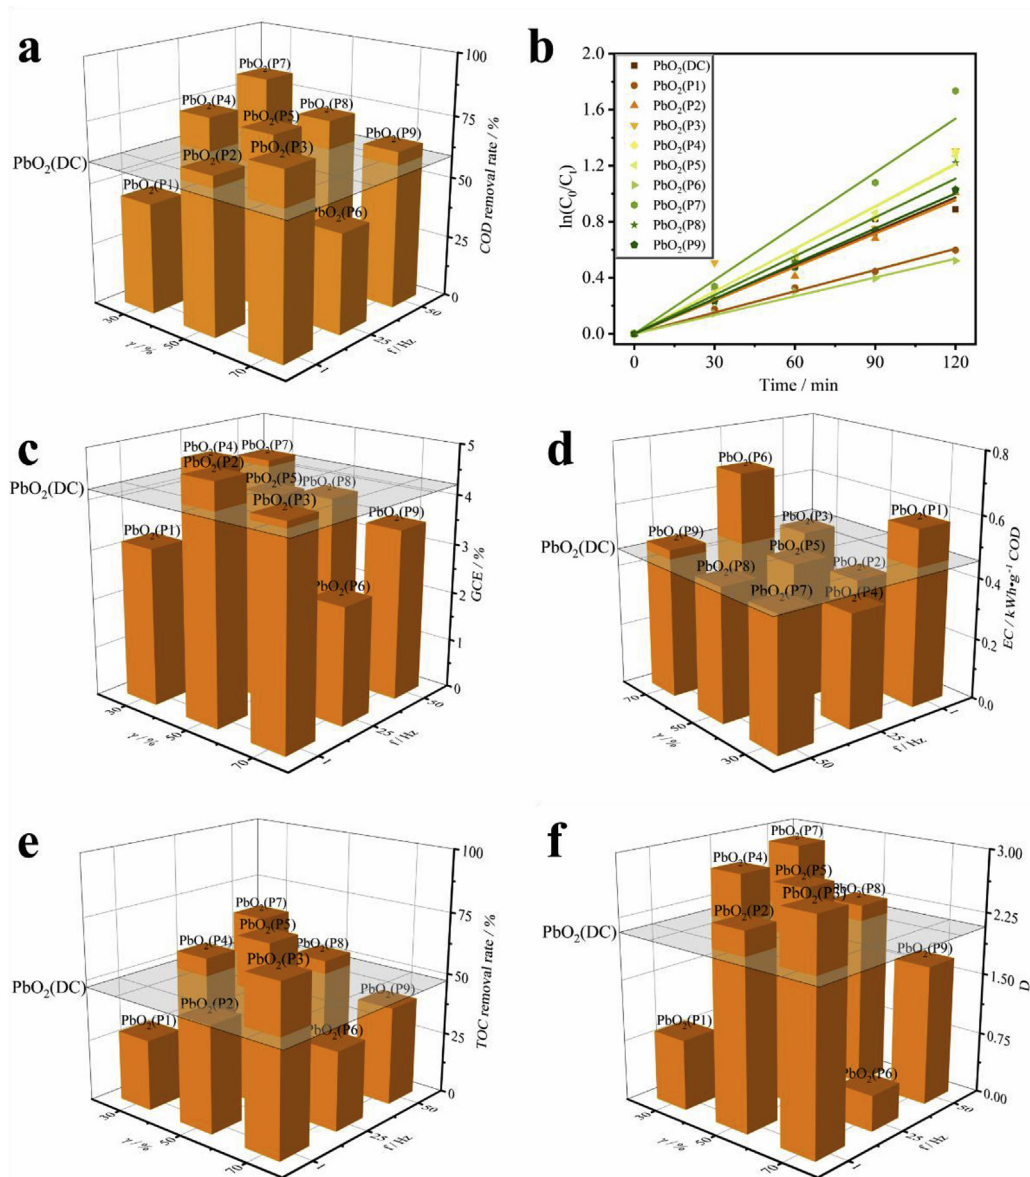 a
PbO2(P7)
PbO2(P4)
PbO2(P8)
PbO2(P5)
PbO2(P9)
PbO2(DC)
PbO2(P2)
PbO2(P3)
PbO2(P1)
PbO2(P6)
100
75
50
25
0
COD removal rate / %
30
50
70
γ / %
1
25
50
f / Hz
b
2.0
1.6
1.2
0.8
0.4
0.0
ln(C0/Ct)
PbO2(DC)
PbO2(P1)
PbO2(P2)
PbO2(P3)
PbO2(P4)
PbO2(P5)
PbO2(P6)
PbO2(P7)
PbO2(P8)
PbO2(P9)
0 30 60 90 120
Time / min
c
PbO2(P4)
PbO2(P7)
PbO2(P2)
PbO2(P5)
PbO2(P8)
PbO2(DC)
PbO2(P3)
PbO2(P9)
PbO2(P1)
PbO2(P6)
5
4
3
2
1
0
GCE / %
30
50
70
γ / %
1
25
50
f / Hz
d
PbO2(P6)
PbO2(P3)
PbO2(P1)
PbO2(P9)
PbO2(DC)
PbO2(P5)
PbO2(P8)
PbO2(P2)
PbO2(P7)
PbO2(P4)
0.8
0.6
0.4
0.2
0.0
EC / kWh•g-1 COD
70
50
30
γ / %
50
25
1
f / Hz
e
PbO2(P7)
PbO2(P5)
PbO2(P4)
PbO2(P8)
PbO2(P3)
PbO2(DC)
PbO2(P9)
PbO2(P2)
PbO2(P1)
PbO2(P6)
100
75
50
25
0
TOC removal rate / %
30
50
70
γ / %
1
25
50
f / Hz
f
PbO2(P7)
PbO2(P4)
PbO2(P5)
PbO2(P8)
PbO2(P3)
PbO2(P2)
PbO2(DC)
PbO2(P9)
PbO2(P1)
PbO2(P6)
3.00
2.25
1.50
0.75
0.00
D
30
50
70
γ / %
1
25
50
f / Hz